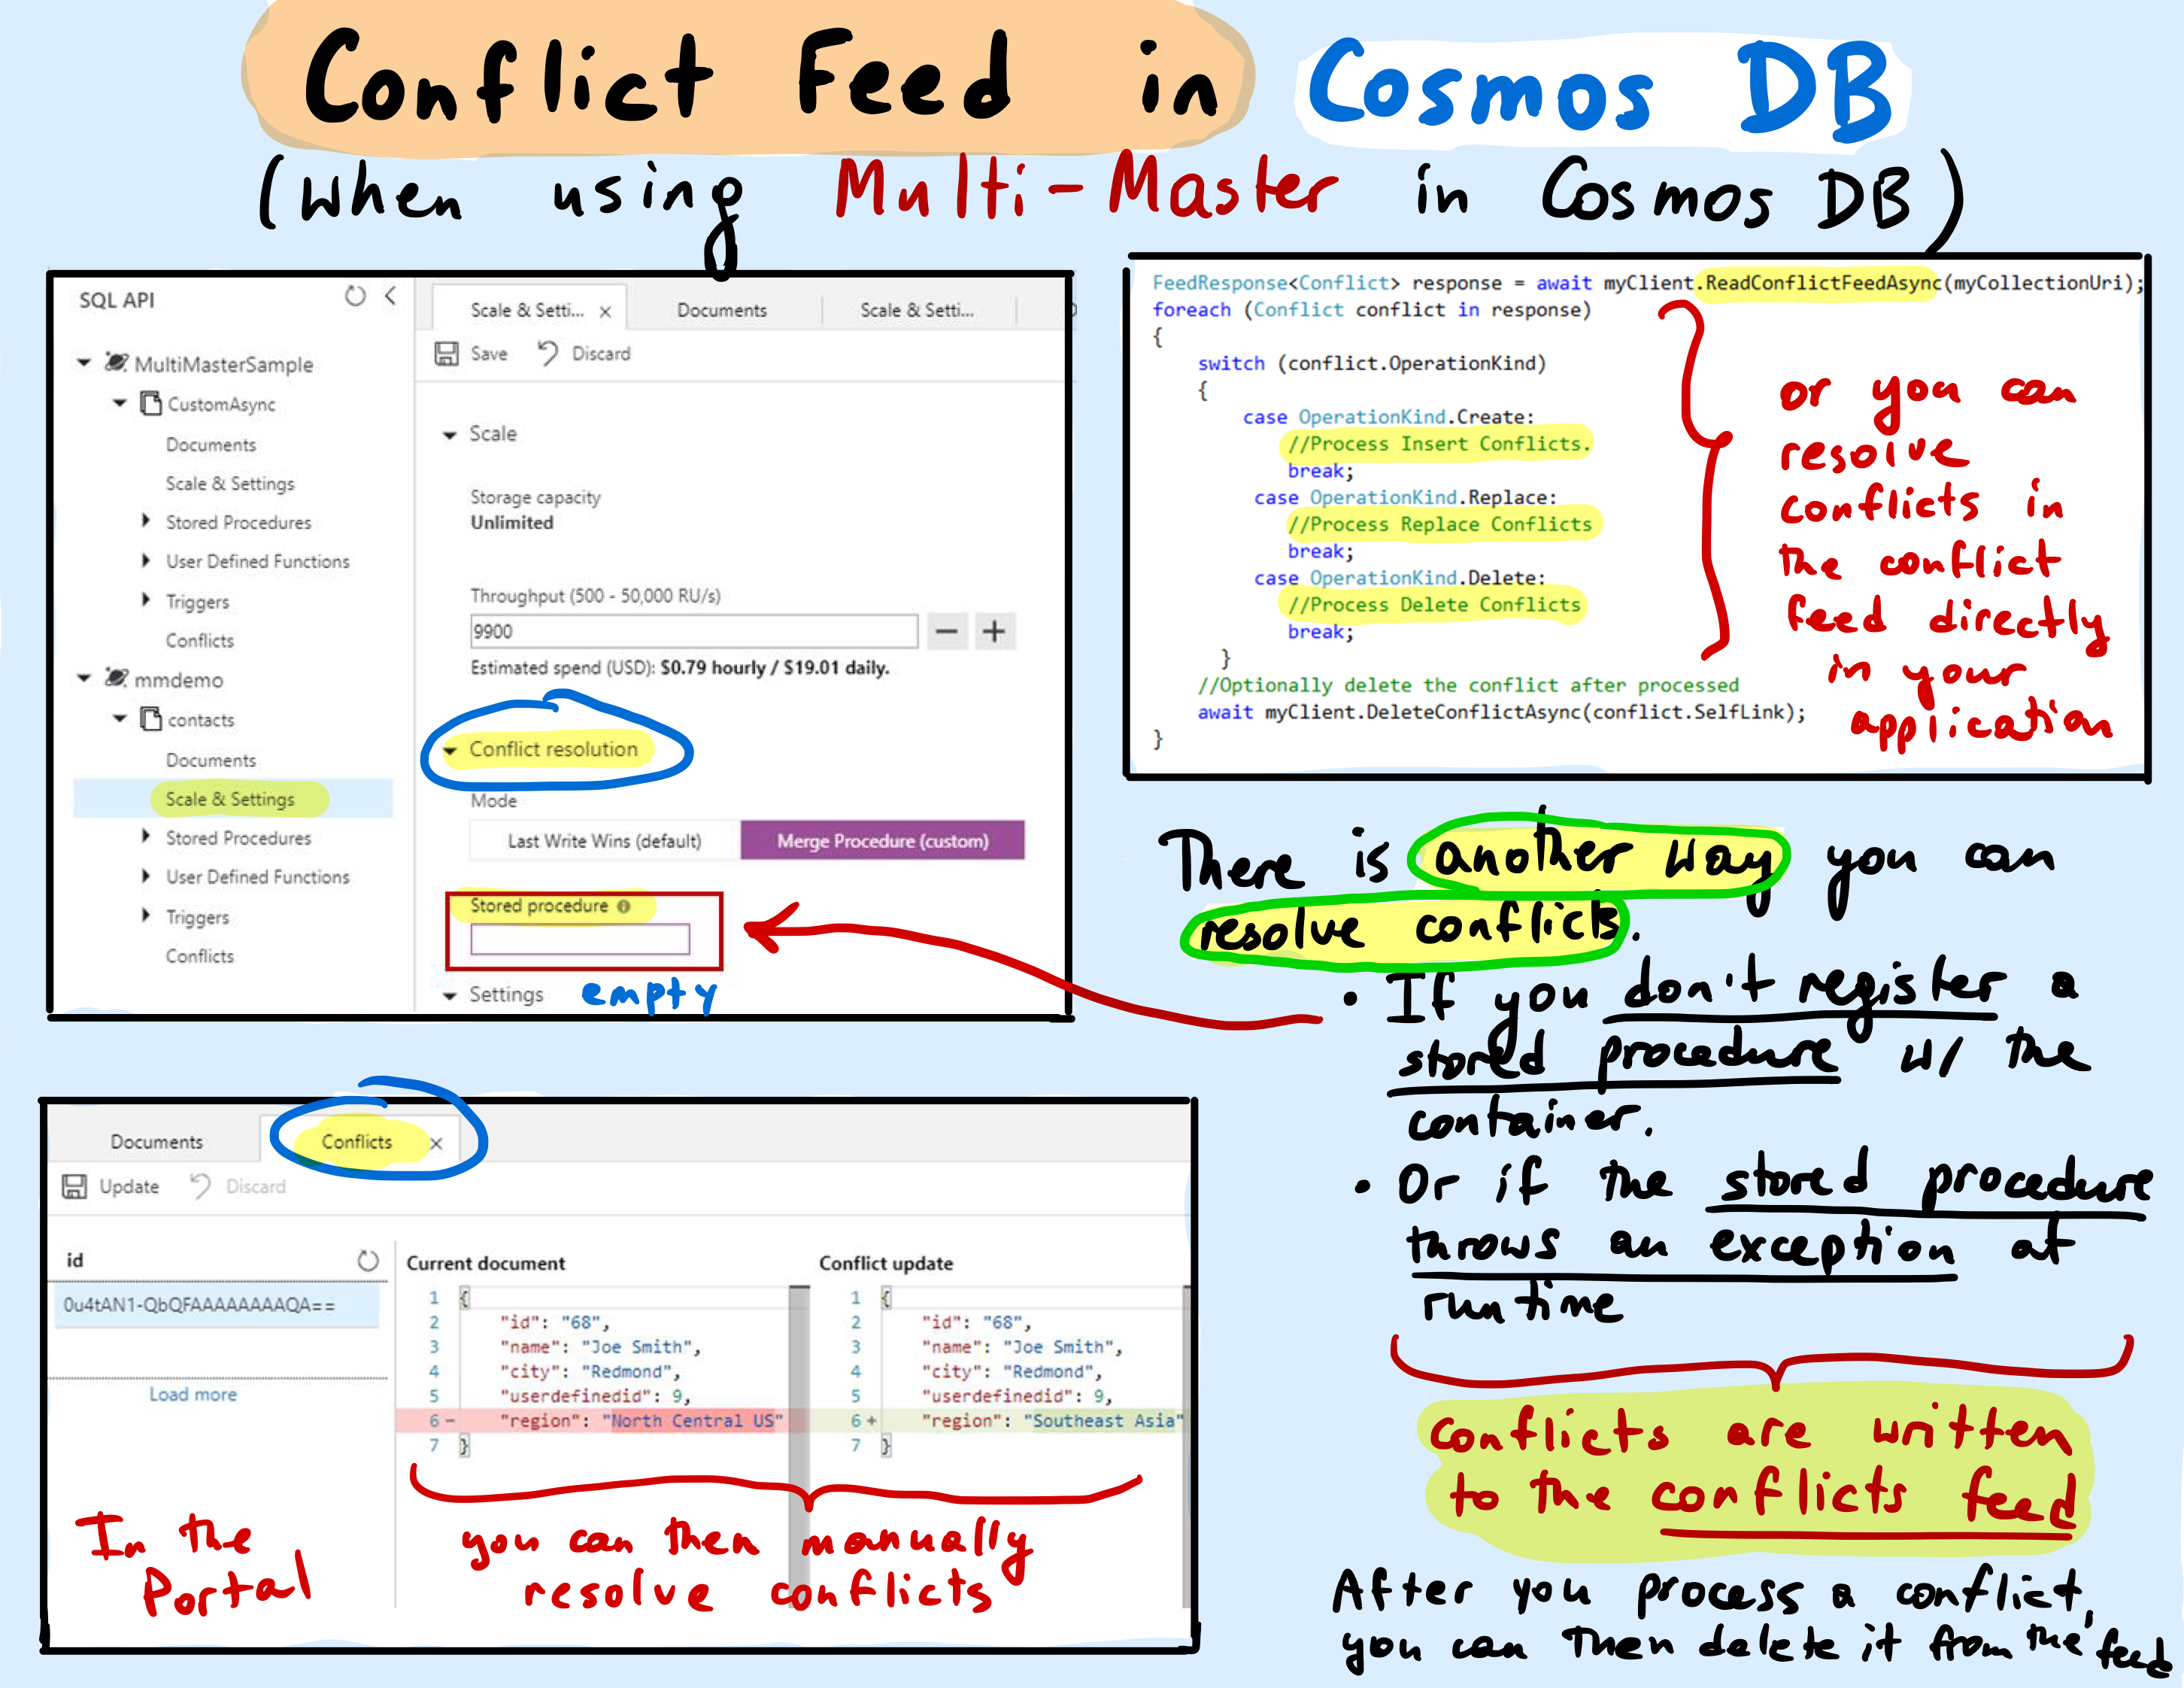 Conflict Feed in Cosmos DB
(when using Multi-Master in Cosmos DB)
SQL API
MultiMasterSample
CustomAsync
Documents
Scale & Settings
Stored Procedures
User Defined Functions
Triggers
Conflicts
mmdemo
contacts
Documents
Scale & Settings
Stored Procedures
User Defined Functions
Triggers
Conflicts
Scale & Setti... × Documents Scale & Setti...
Save Discard
Scale
Storage capacity
Unlimited
Throughput (500 - 50,000 RU/s)
9900
Estimated spend (USD): $0.79 hourly / $19.01 daily.
Conflict resolution
Mode
Last Write Wins (default) Merge Procedure (custom)
Stored procedure
Settings empty
FeedResponse<Conflict> response = await myClient.ReadConflictFeedAsync(myCollectionUri);
foreach (Conflict conflict in response)
{
switch (conflict.OperationKind)
{
case OperationKind.Create:
//Process Insert Conflicts.
break;
case OperationKind.Replace:
//Process Replace Conflicts
break;
case OperationKind.Delete:
//Process Delete Conflicts
break;
}
//Optionally delete the conflict after processed
await myClient.DeleteConflictAsync(conflict.SelfLink);
}
or you can
resolve
conflicts in
the conflict
feed directly
in your
application
There is another way you can
resolve conflicts.
• If you don't register a
stored procedure w/ the
container.
• Or if the stored procedure
throws an exception at
runtime
conflicts are written
to the conflicts feed
After you process a conflict,
you can then delete it from the feed
Documents Conflicts ×
Update Discard
id
0u4tAN1-QbQFAAAAAAAAQA==
Load more
Current document
1 {
2 "id": "68",
3 "name": "Joe Smith",
4 "city": "Redmond",
5 "userdefinedid": 9,
6 - "region": "North Central US"
7 }
Conflict update
1 {
2 "id": "68",
3 "name": "Joe Smith",
4 "city": "Redmond",
5 "userdefinedid": 9,
6 + "region": "Southeast Asia"
7 }
In the
Portal
you can then manually
resolve conflicts